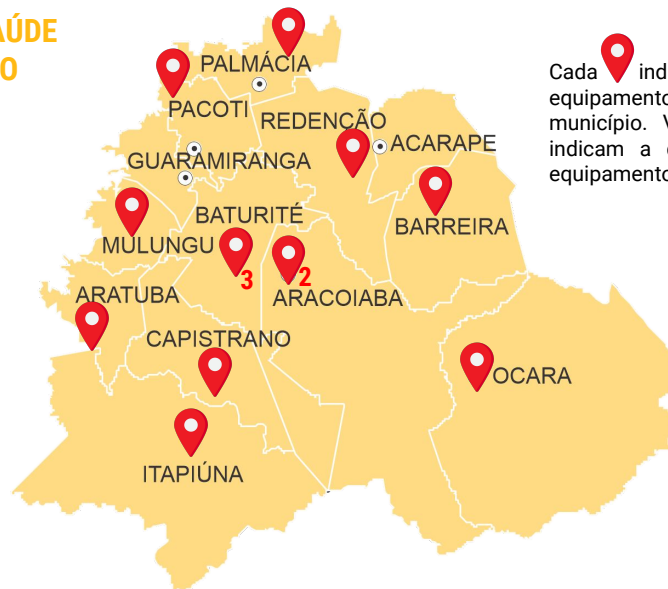 Cada ind
equipamento
município. V
indicam a
equipamento
PALMÁCIA
PACOTI
REDENÇÃO
ACARAPE
GUARAMIRANGA
BATURITÉ
BARREIRA
MULUNGU
3
2
ARATUBA
ARACOIABA
CAPISTRANO
OCARA
ITAPIÚNA